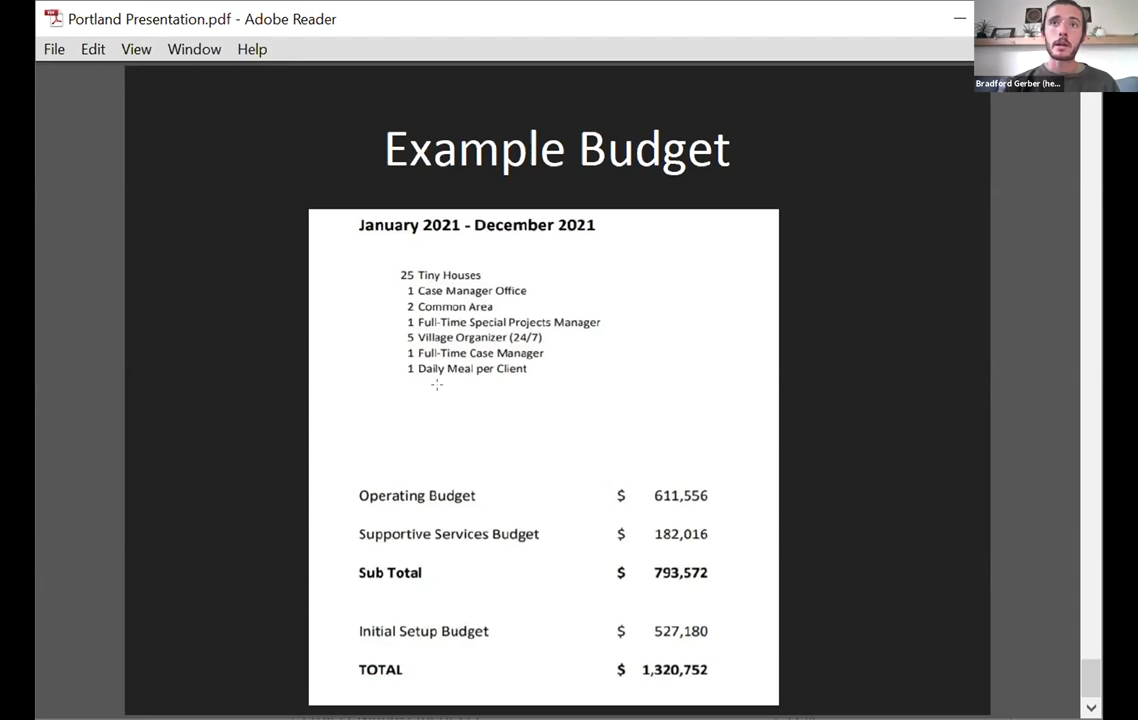 Portland Presentation.pdf - Adobe Reader
File Edit View Window Help
Bradford Gerber (he...
Example Budget
January 2021 - December 2021
25 Tiny Houses
1 Case Manager Office
2 Common Area
1 Full-Time Special Projects Manager
5 Village Organizer (24/7)
1 Full-Time Case Manager
1 Daily Meal per Client
Operating Budget $ 611,556
Supportive Services Budget $ 182,016
Sub Total $ 793,572
Initial Setup Budget $ 527,180
TOTAL $ 1,320,752